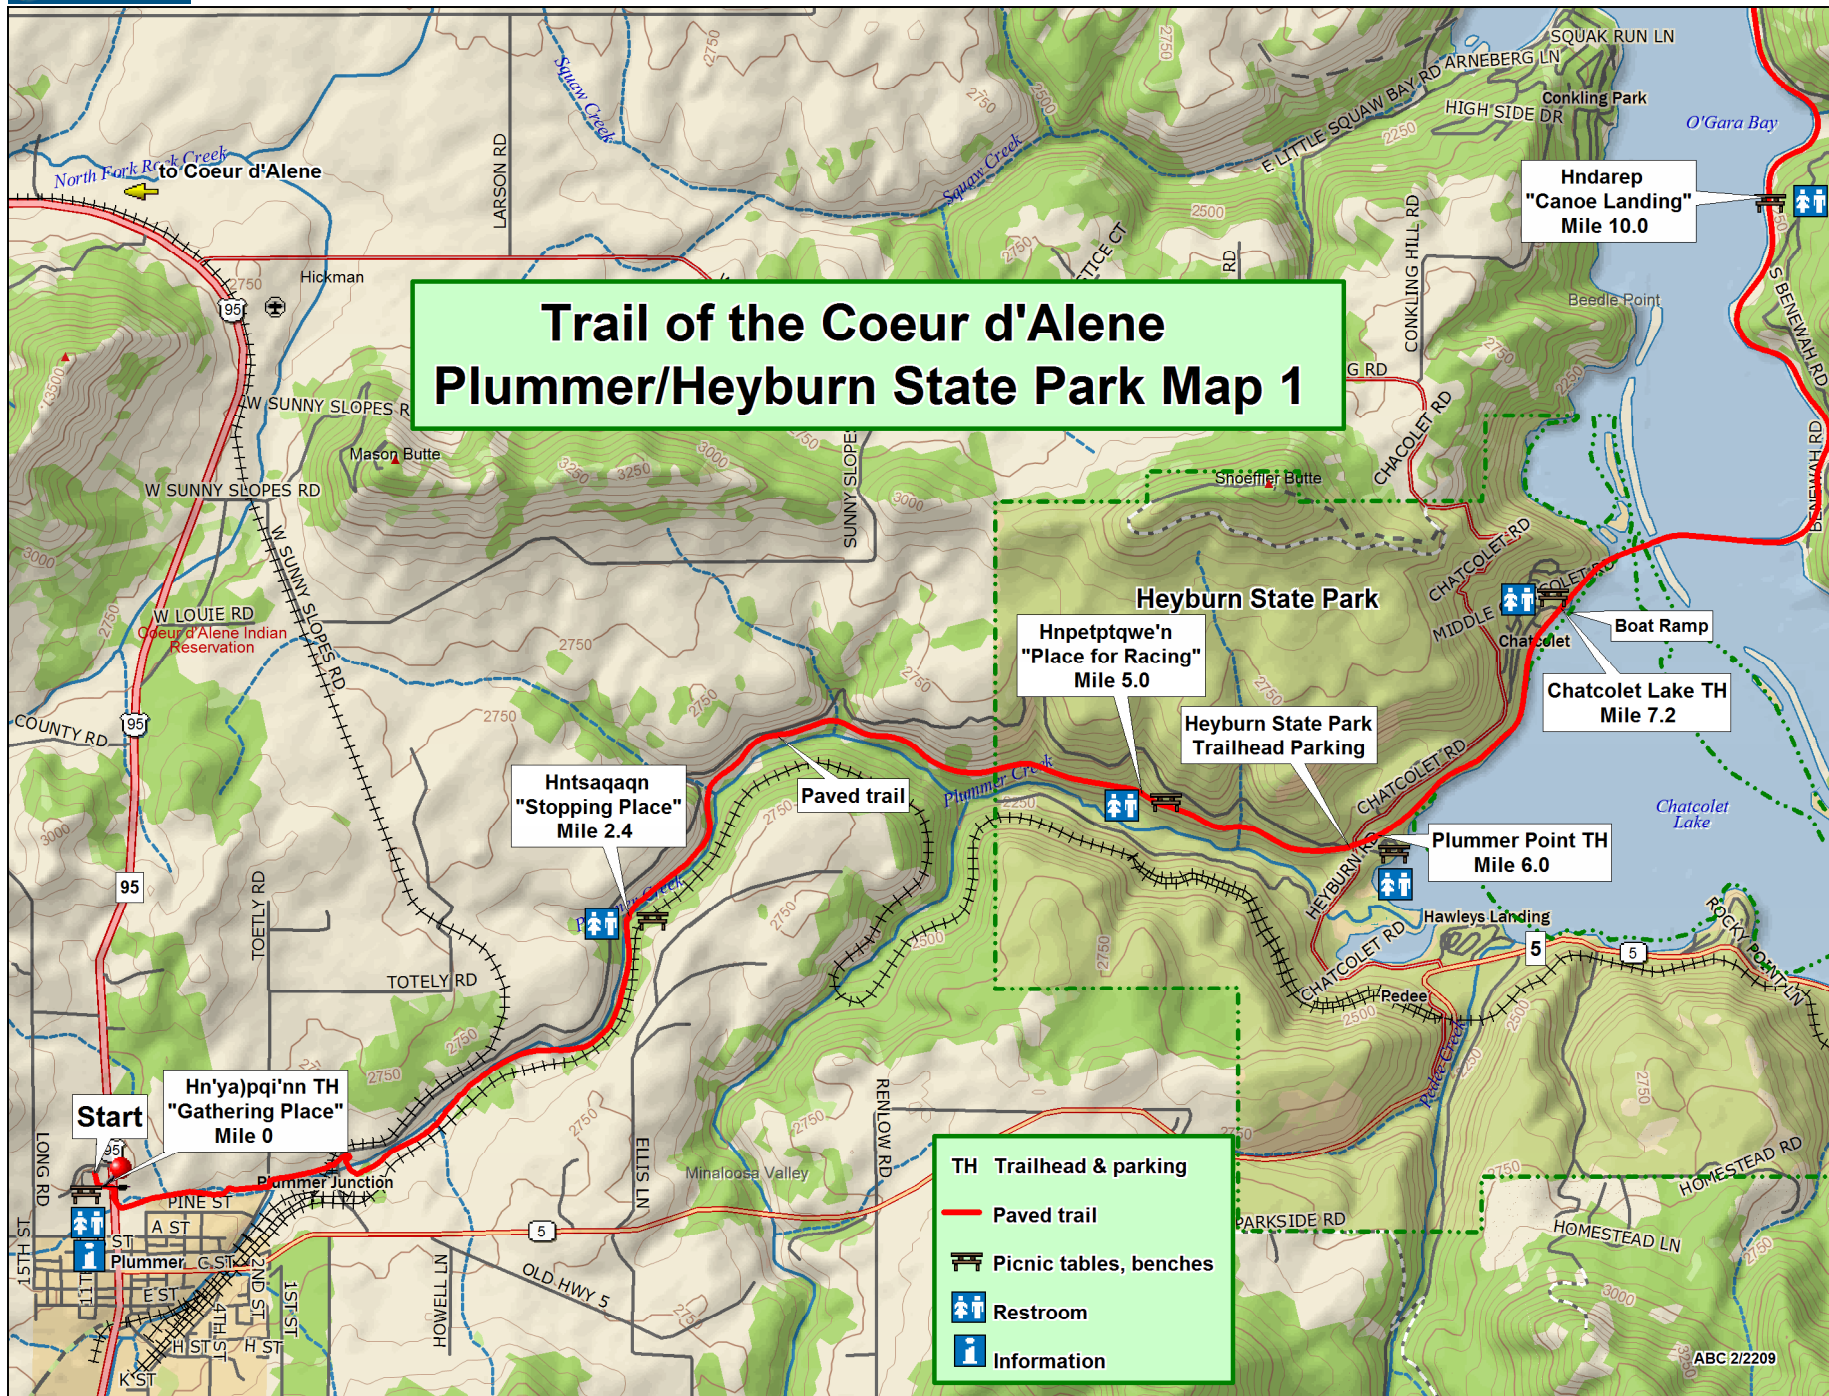 Trail of the Coeur d'Alene
Plummer/Heyburn State Park Map 1
SQUAK RUN LN
ARNEBERG LN
Conkling Park
HIGH SIDE DR
E LITTLE SQUAW BAY RD
O'Gara Bay
Squaw Creek
Squaw Creek
LARSON RD
North Fork Rock Creek
to Coeur d'Alene
Hndarep
"Canoe Landing"
Mile 10.0
Hickman
95
RD
CONKLING HILL RD
Beedle Point
S BENEWAH RD
BENEWAH RD
G RD
CHACOLET RD
W SUNNY SLOPES R
Mason Butte
W SUNNY SLOPES RD
W SUNNY SLOPES RD
SUNNY SLOPES
Shoeffler Butte
W LOUIE RD
Coeur d'Alene Indian
Reservation
Heyburn State Park
CHATCOLET RD
MIDDLE
Chatcolet
Boat Ramp
Chatcolet Lake TH
Mile 7.2
Hnpetptqwe'n
"Place for Racing"
Mile 5.0
Heyburn State Park
Trailhead Parking
95
COUNTY RD
Hntsaqaqn
"Stopping Place"
Mile 2.4
Paved trail
Plummer Creek
CHATCOLET RD
Chatcolet
Lake
Plummer Point TH
Mile 6.0
HEYBURN RD
95
TOETLY RD
TOTELY RD
Hawleys Landing
5
5
ROCKY POINT LN
CHATCOLET RD
Pedee
Pedee Creek
Hn'ya)pqi'nn TH
"Gathering Place"
Mile 0
Start
95
LONG RD
PINE ST
Plummer Junction
A ST
ST
Plummer
C ST
E ST
H ST
H ST
K ST
15TH ST
11TH
4TH ST
2ND ST
1ST ST
ELLIS LN
HOWELL LN
OLD HWY 5
5
Minaloosa Valley
RENLOW RD
PARKSIDE RD
HOMESTEAD RD
HOMESTEAD LN
TH Trailhead & parking
Paved trail
Picnic tables, benches
Restroom
Information
ABC 2/2209